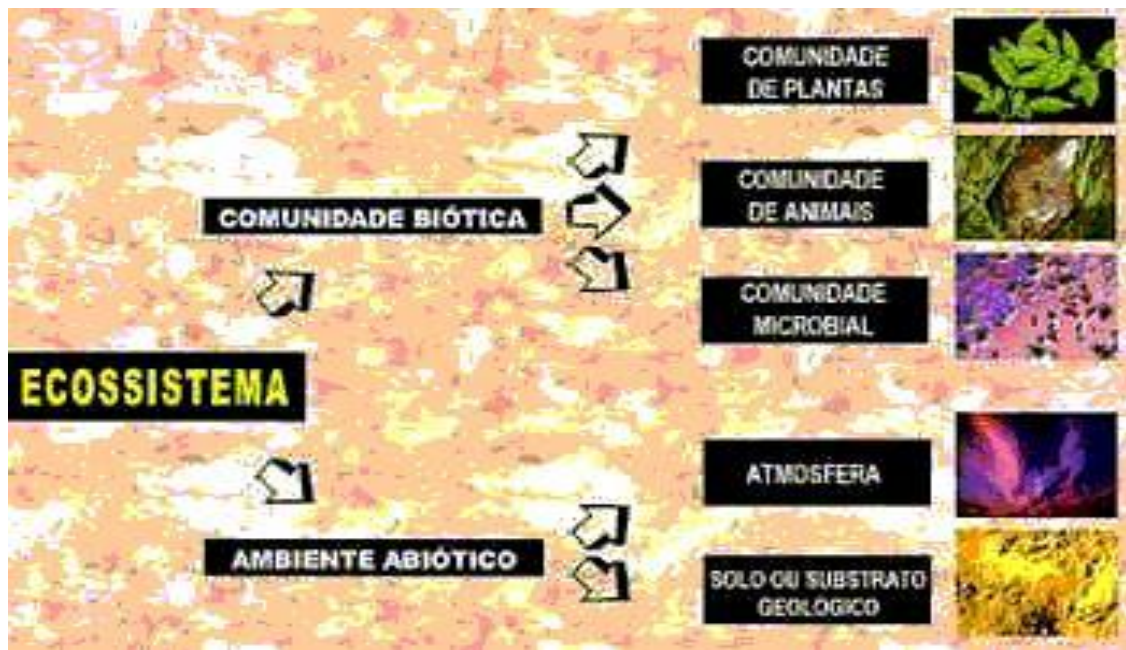 ECOSSISTEMA
COMUNIDADE BIÓTICA
COMUNIDADE
DE PLANTAS
COMUNIDADE
DE ANIMAIS
COMUNIDADE
MICROBIAL
AMBIENTE ABIÓTICO
ATMOSFERA
SOLO OU SUBSTRATO
GEOLÓGICO